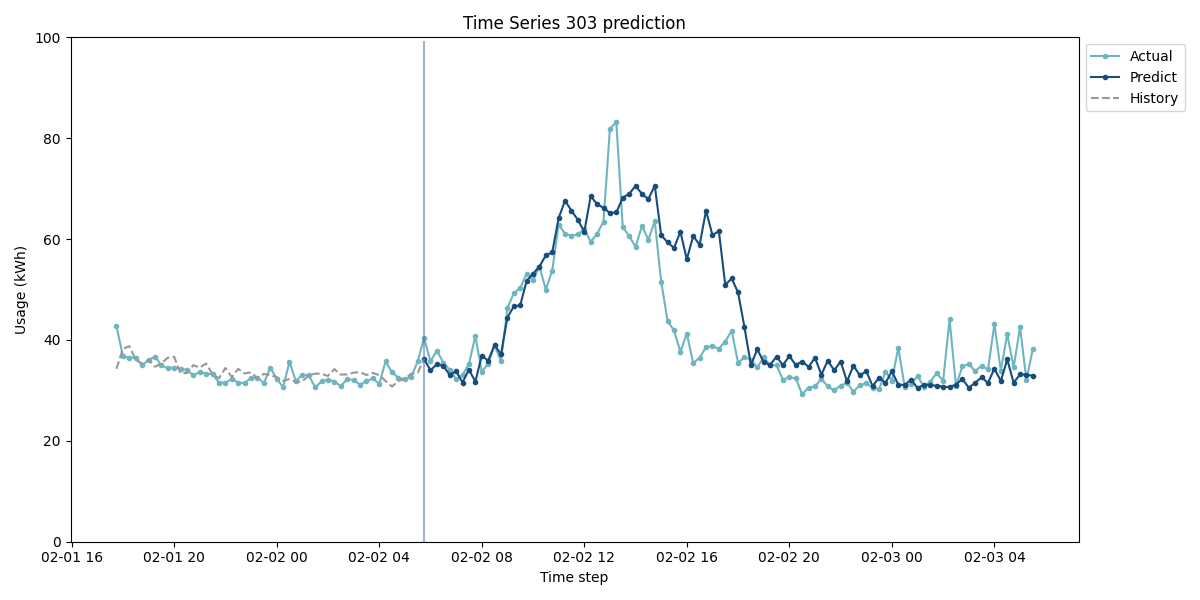 Time Series 303 prediction
100
80
60
40
20
0
Usage (kWh)
02-01 16
02-01 20
02-02 00
02-02 04
02-02 08
02-02 12
02-02 16
02-02 20
02-03 00
02-03 04
Time step
Actual
Predict
History